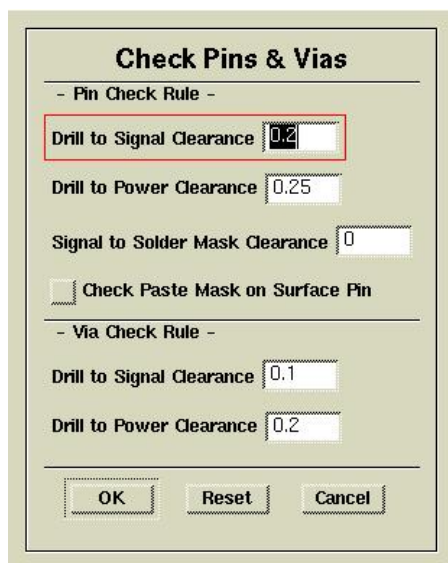 Check Pins & Vias
- Pin Check Rule -
Drill to Signal Clearance 0.2
Drill to Power Clearance 0.25
Signal to Solder Mask Clearance 0
Check Paste Mask on Surface Pin
- Via Check Rule -
Drill to Signal Clearance 0.1
Drill to Power Clearance 0.2
OK Reset Cancel